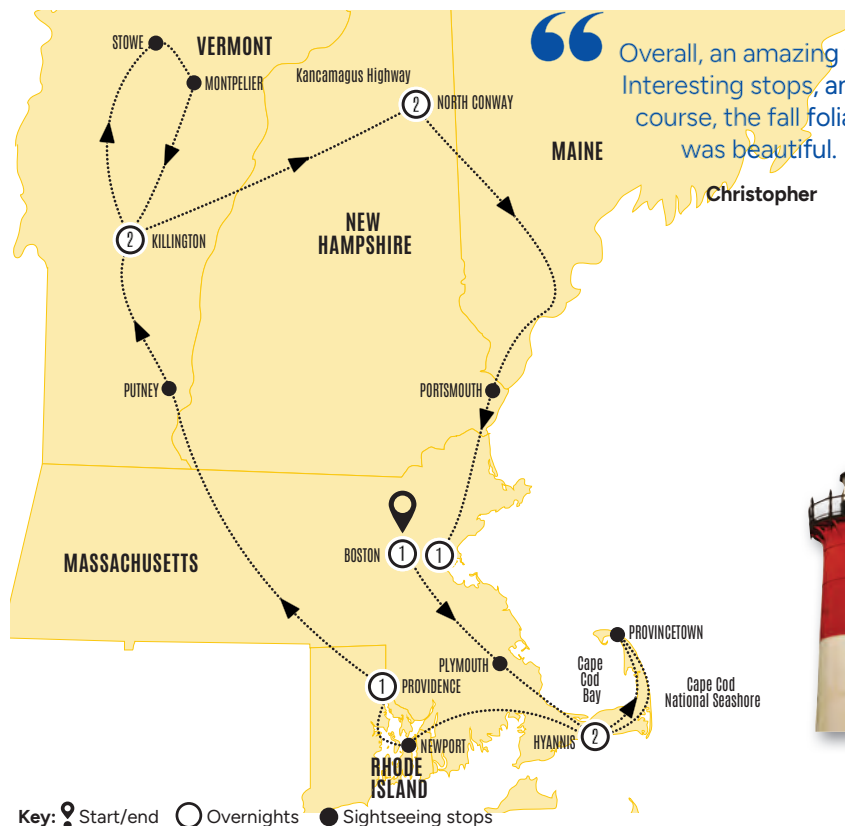 STOWE
VERMONT
MONTPELIER
Kancamagus Highway
2
NORTH CONWAY
“
Overall, an amazing
Interesting stops,
course, the fall
was beautiful.
Christopher
MAINE
2
KILLINGTON
NEW
HAMPSHIRE
PUTNEY
PORTSMOUTH
MASSACHUSETTS
BOSTON
1
1
PROVINCETOWN
PLYMOUTH
Cape
Cod
Bay
Cape Cod
National Seashore
1
PROVIDENCE
NEWPORT
HYANNIS
2
RHODE
ISLAND
Key: Start/end Overnights Sightseeing stops